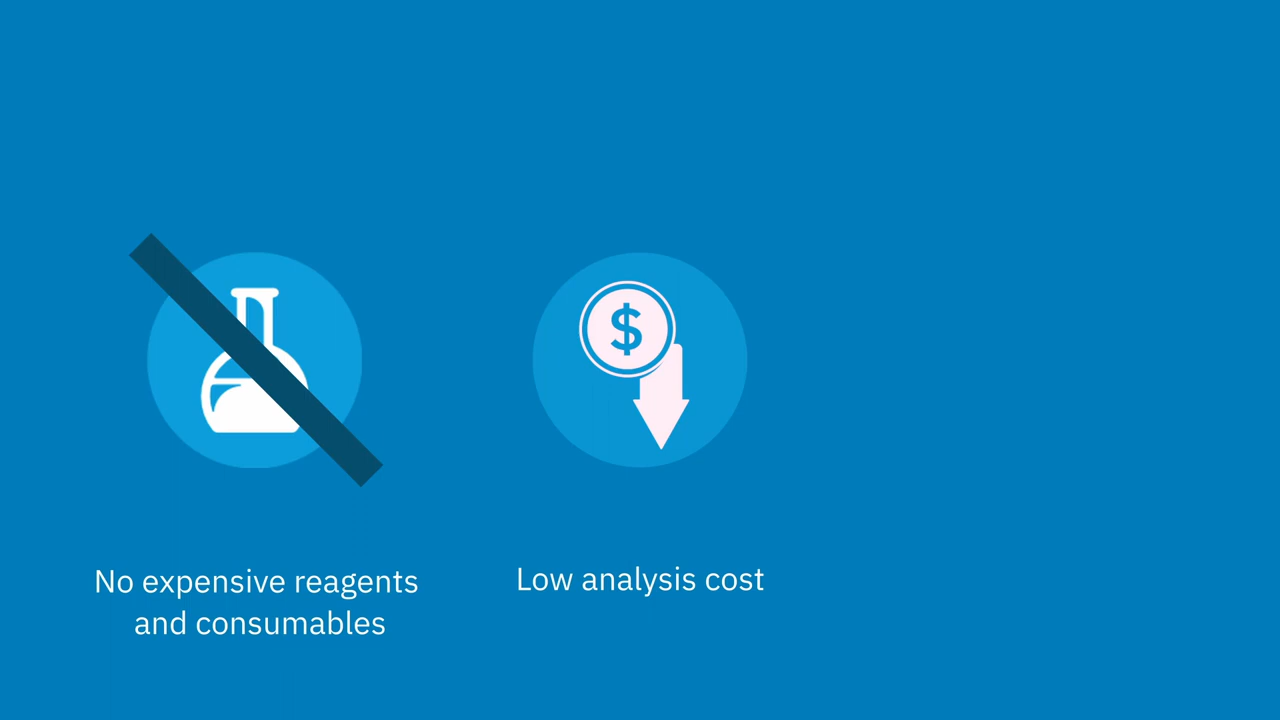 $
No expensive reagents
and consumables
Low analysis cost